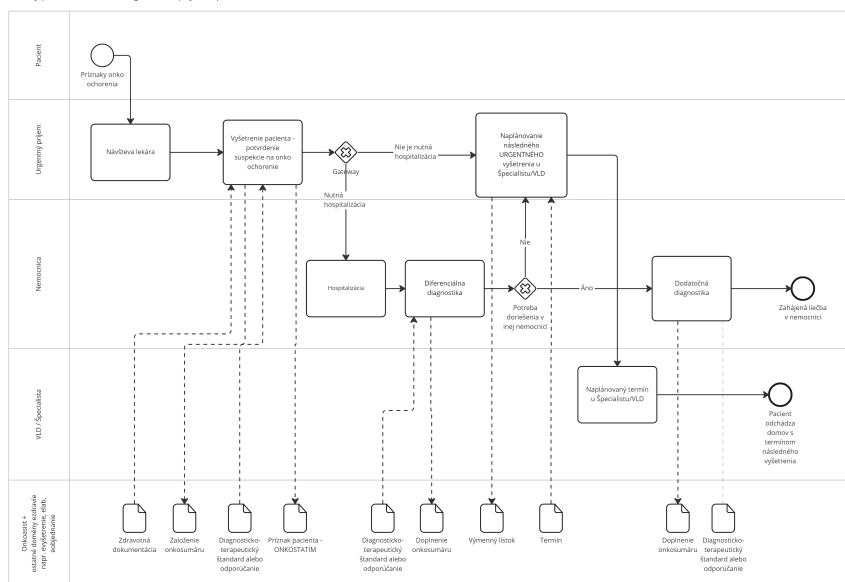 Pacient
Príznaky onko
ochorenia
Urgentný príjem
Návšteva lekára
Vyšetrenie pacienta -
potvrdenie
suspekcie na onko
ochorenie
Gateway
Nie je nutná
hospitalizácia
Nutná
hospitalizácia
Naplánovanie
následného
URGENTNÉHO
vyšetrenia u
Špecialistu/VLD
Nemocnica
Hospitalizácia
Diferenciálna
diagnostika
Nie
Potreba
doriešenia v
inej nemocnici
Áno
Dodatočná
diagnostika
Zahájená liečba
v nemocnici
VLD / Špecialista
Naplánovaný termín
u Špecialistu/VLD
Pacient
odchádza
domov s
termínom
následného
vyšetrenia
Onkoasist +
ostatné domény ezdravie
napr. evyšetrenie, elab,
eobjednanie
Zdravotná
dokumentácia
Založenie
onkosumáru
Diagnosticko-
terapeutický
štandard alebo
odporúčanie
Príznak pacienta -
ONKOSTATIM
Diagnosticko-
terapeutický
štandard alebo
odporúčanie
Doplnenie
onkosumáru
Výmenný lístok
Termín
Doplnenie
onkosumáru
Diagnosticko-
terapeutický
štandard alebo
odporúčanie